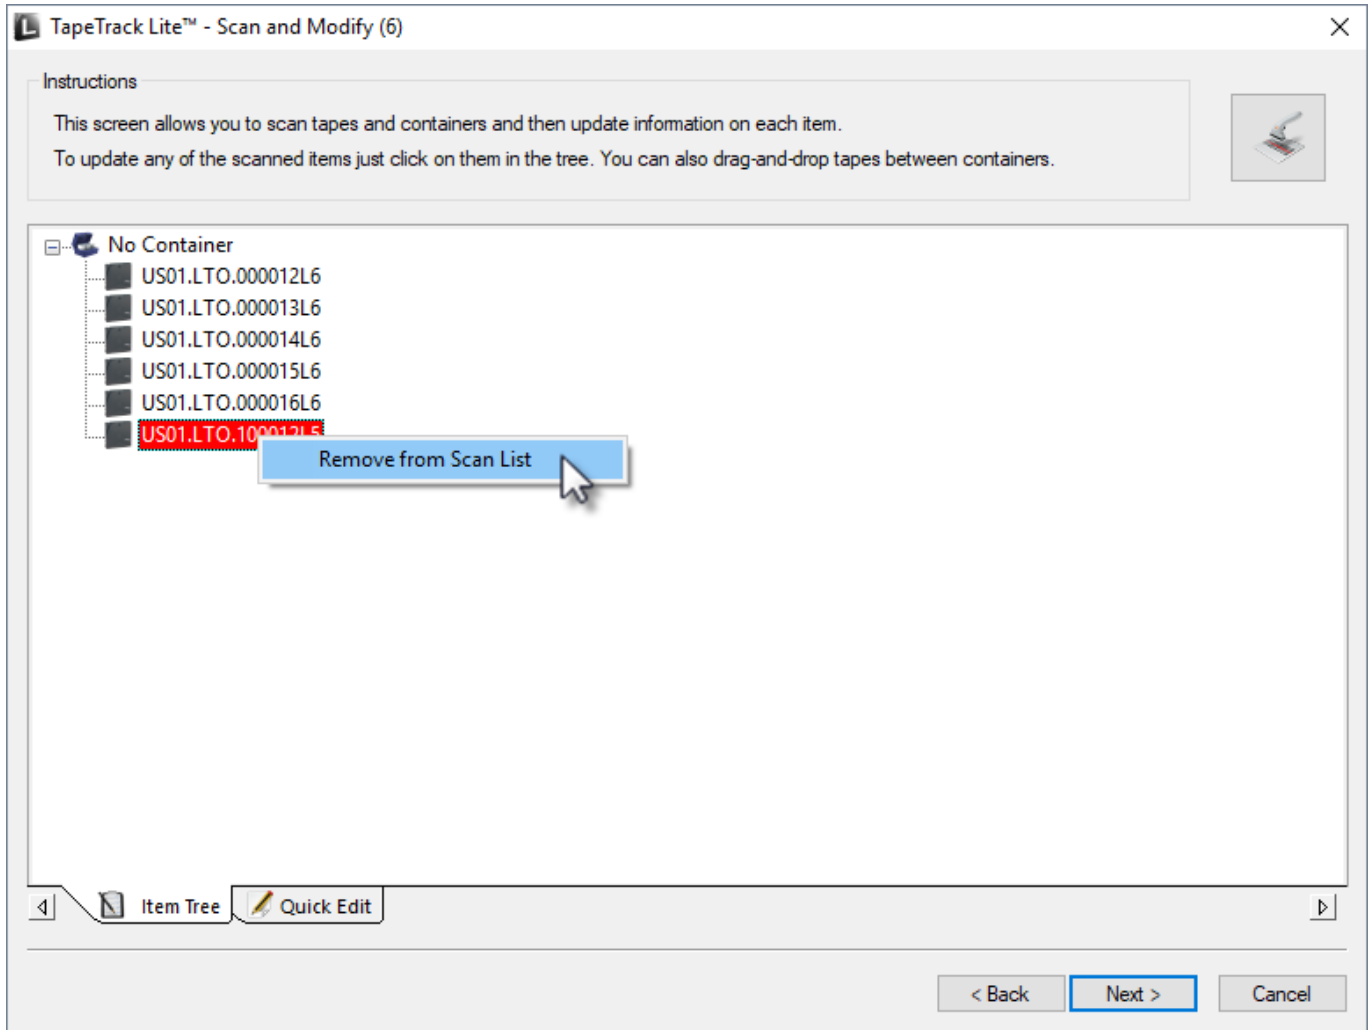 TapeTrack Lite™ - Scan and Modify (6)
Instructions
This screen allows you to scan tapes and containers and then update information on each item.
To update any of the scanned items just click on them in the tree. You can also drag-and-drop tapes between containers.
No Container
US01.LTO.000012L6
US01.LTO.000013L6
US01.LTO.000014L6
US01.LTO.000015L6
US01.LTO.000016L6
US01.LTO.100012L5
Remove from Scan List
Item Tree
Quick Edit
< Back
Next >
Cancel